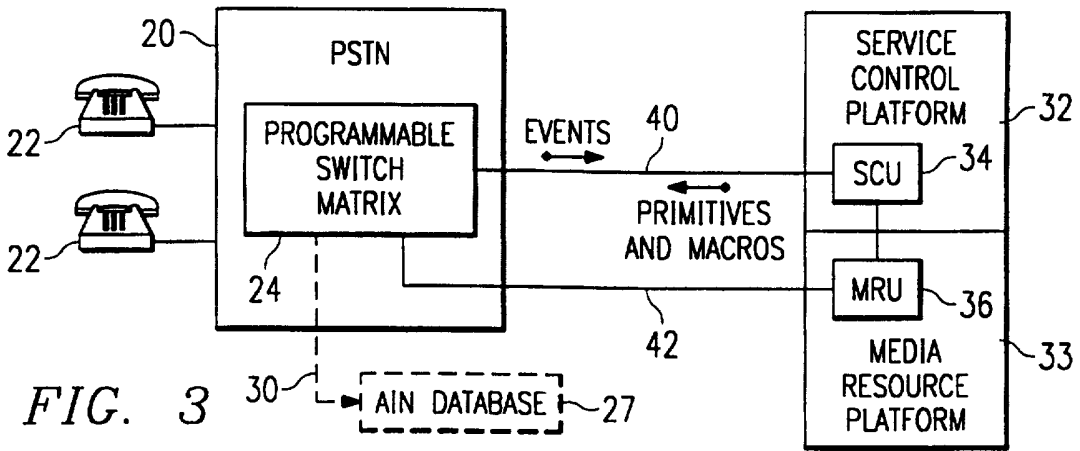 20
PSTN
SERVICE
CONTROL
PLATFORM
32
22
PROGRAMMABLE
SWITCH
MATRIX
EVENTS
40
SCU
34
PRIMITIVES
AND MACROS
22
24
MRU
36
42
33
MEDIA
RESOURCE
PLATFORM
30
AIN DATABASE
27
FIG. 3